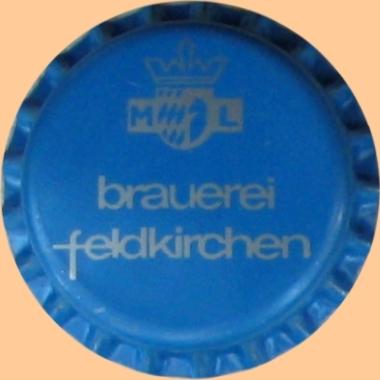 M L
brauerei
feldkirchen